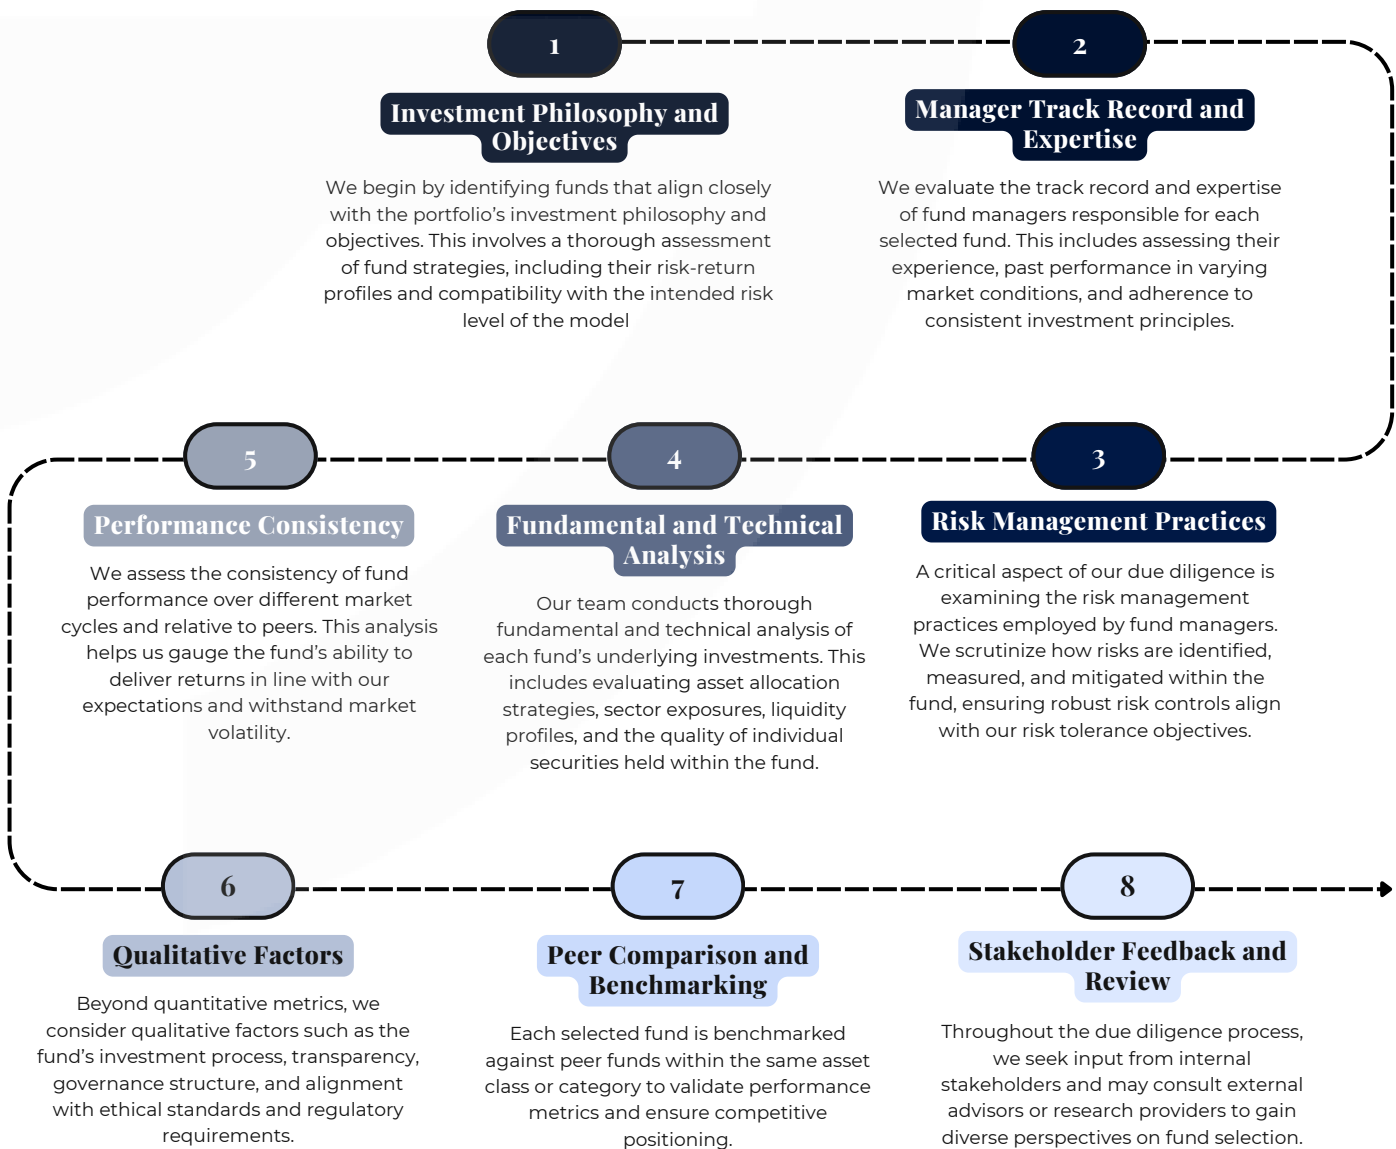 1
Investment Philosophy and
Objectives
We begin by identifying funds that align closely
with the portfolio’s investment philosophy and
objectives. This involves a thorough assessment
of fund strategies, including their risk-return
profiles and compatibility with the intended risk
level of the model
2
Manager Track Record and
Expertise
We evaluate the track record and expertise
of fund managers responsible for each
selected fund. This includes assessing their
experience, past performance in varying
market conditions, and adherence to
consistent investment principles.
3
Risk Management Practices
A critical aspect of our due diligence is
examining the risk management
practices employed by fund managers.
We scrutinize how risks are identified,
measured, and mitigated within the
fund, ensuring robust risk controls align
with our risk tolerance objectives.
4
Fundamental and Technical
Analysis
Our team conducts thorough
fundamental and technical analysis of
each fund’s underlying investments. This
includes evaluating asset allocation
strategies, sector exposures, liquidity
profiles, and the quality of individual
securities held within the fund.
5
Performance Consistency
We assess the consistency of fund
performance over different market
cycles and relative to peers. This analysis
helps us gauge the fund’s ability to
deliver returns in line with our
expectations and withstand market
volatility.
6
Qualitative Factors
Beyond quantitative metrics, we
consider qualitative factors such as the
fund’s investment process, transparency,
governance structure, and alignment
with ethical standards and regulatory
requirements.
7
Peer Comparison and
Benchmarking
Each selected fund is benchmarked
against peer funds within the same asset
class or category to validate performance
metrics and ensure competitive
positioning.
8
Stakeholder Feedback and
Review
Throughout the due diligence process,
we seek input from internal
stakeholders and may consult external
advisors or research providers to gain
diverse perspectives on fund selection.